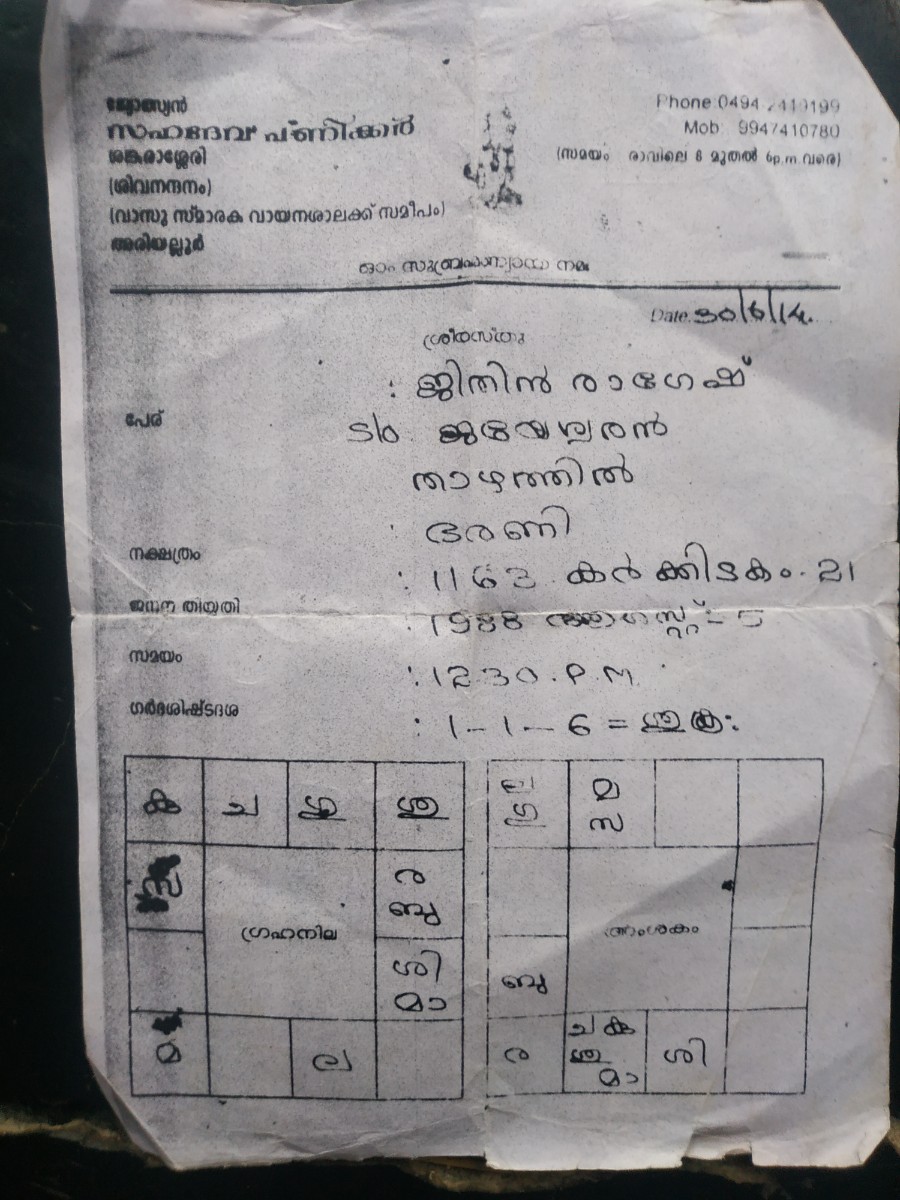 ജ്യോത്സ്യൻ
സഹദേവ പണിക്കർ
ശങ്കരാശ്ശേരി
(ശിവനന്ദനം)
(വാസു സ്മാരക വായനശാലക്ക് സമീപം)
അരിയല്ലൂർ
Phone:0494
Mob: 9947410780
(സമയം രാവിലെ 8 മുതൽ 6p.m.വരെ)
ഓം സുബ്രഹ്മണ്യായ നമ
Date. 30/6/14.
ശ്രീരസ്തു
പേര് : ജിതിൻ രാഗേഷ്
S/o
താഴത്തിൽ
നക്ഷത്രം : ഭരണി
ജനന തിയ്യതി : 1163 കർക്കിടകം. 21
: 1988 ആഗസ്റ്റ് - 5
സമയം : 12.30. P.M.
ഗർഭശിഷ്ടദശ : 1-1-6 =
ച
ര
ബു
ഗ്രഹനില
ശി
മാ
മ
ല
മ
സ
അംശകം
ബു
ര
മാ
ശി